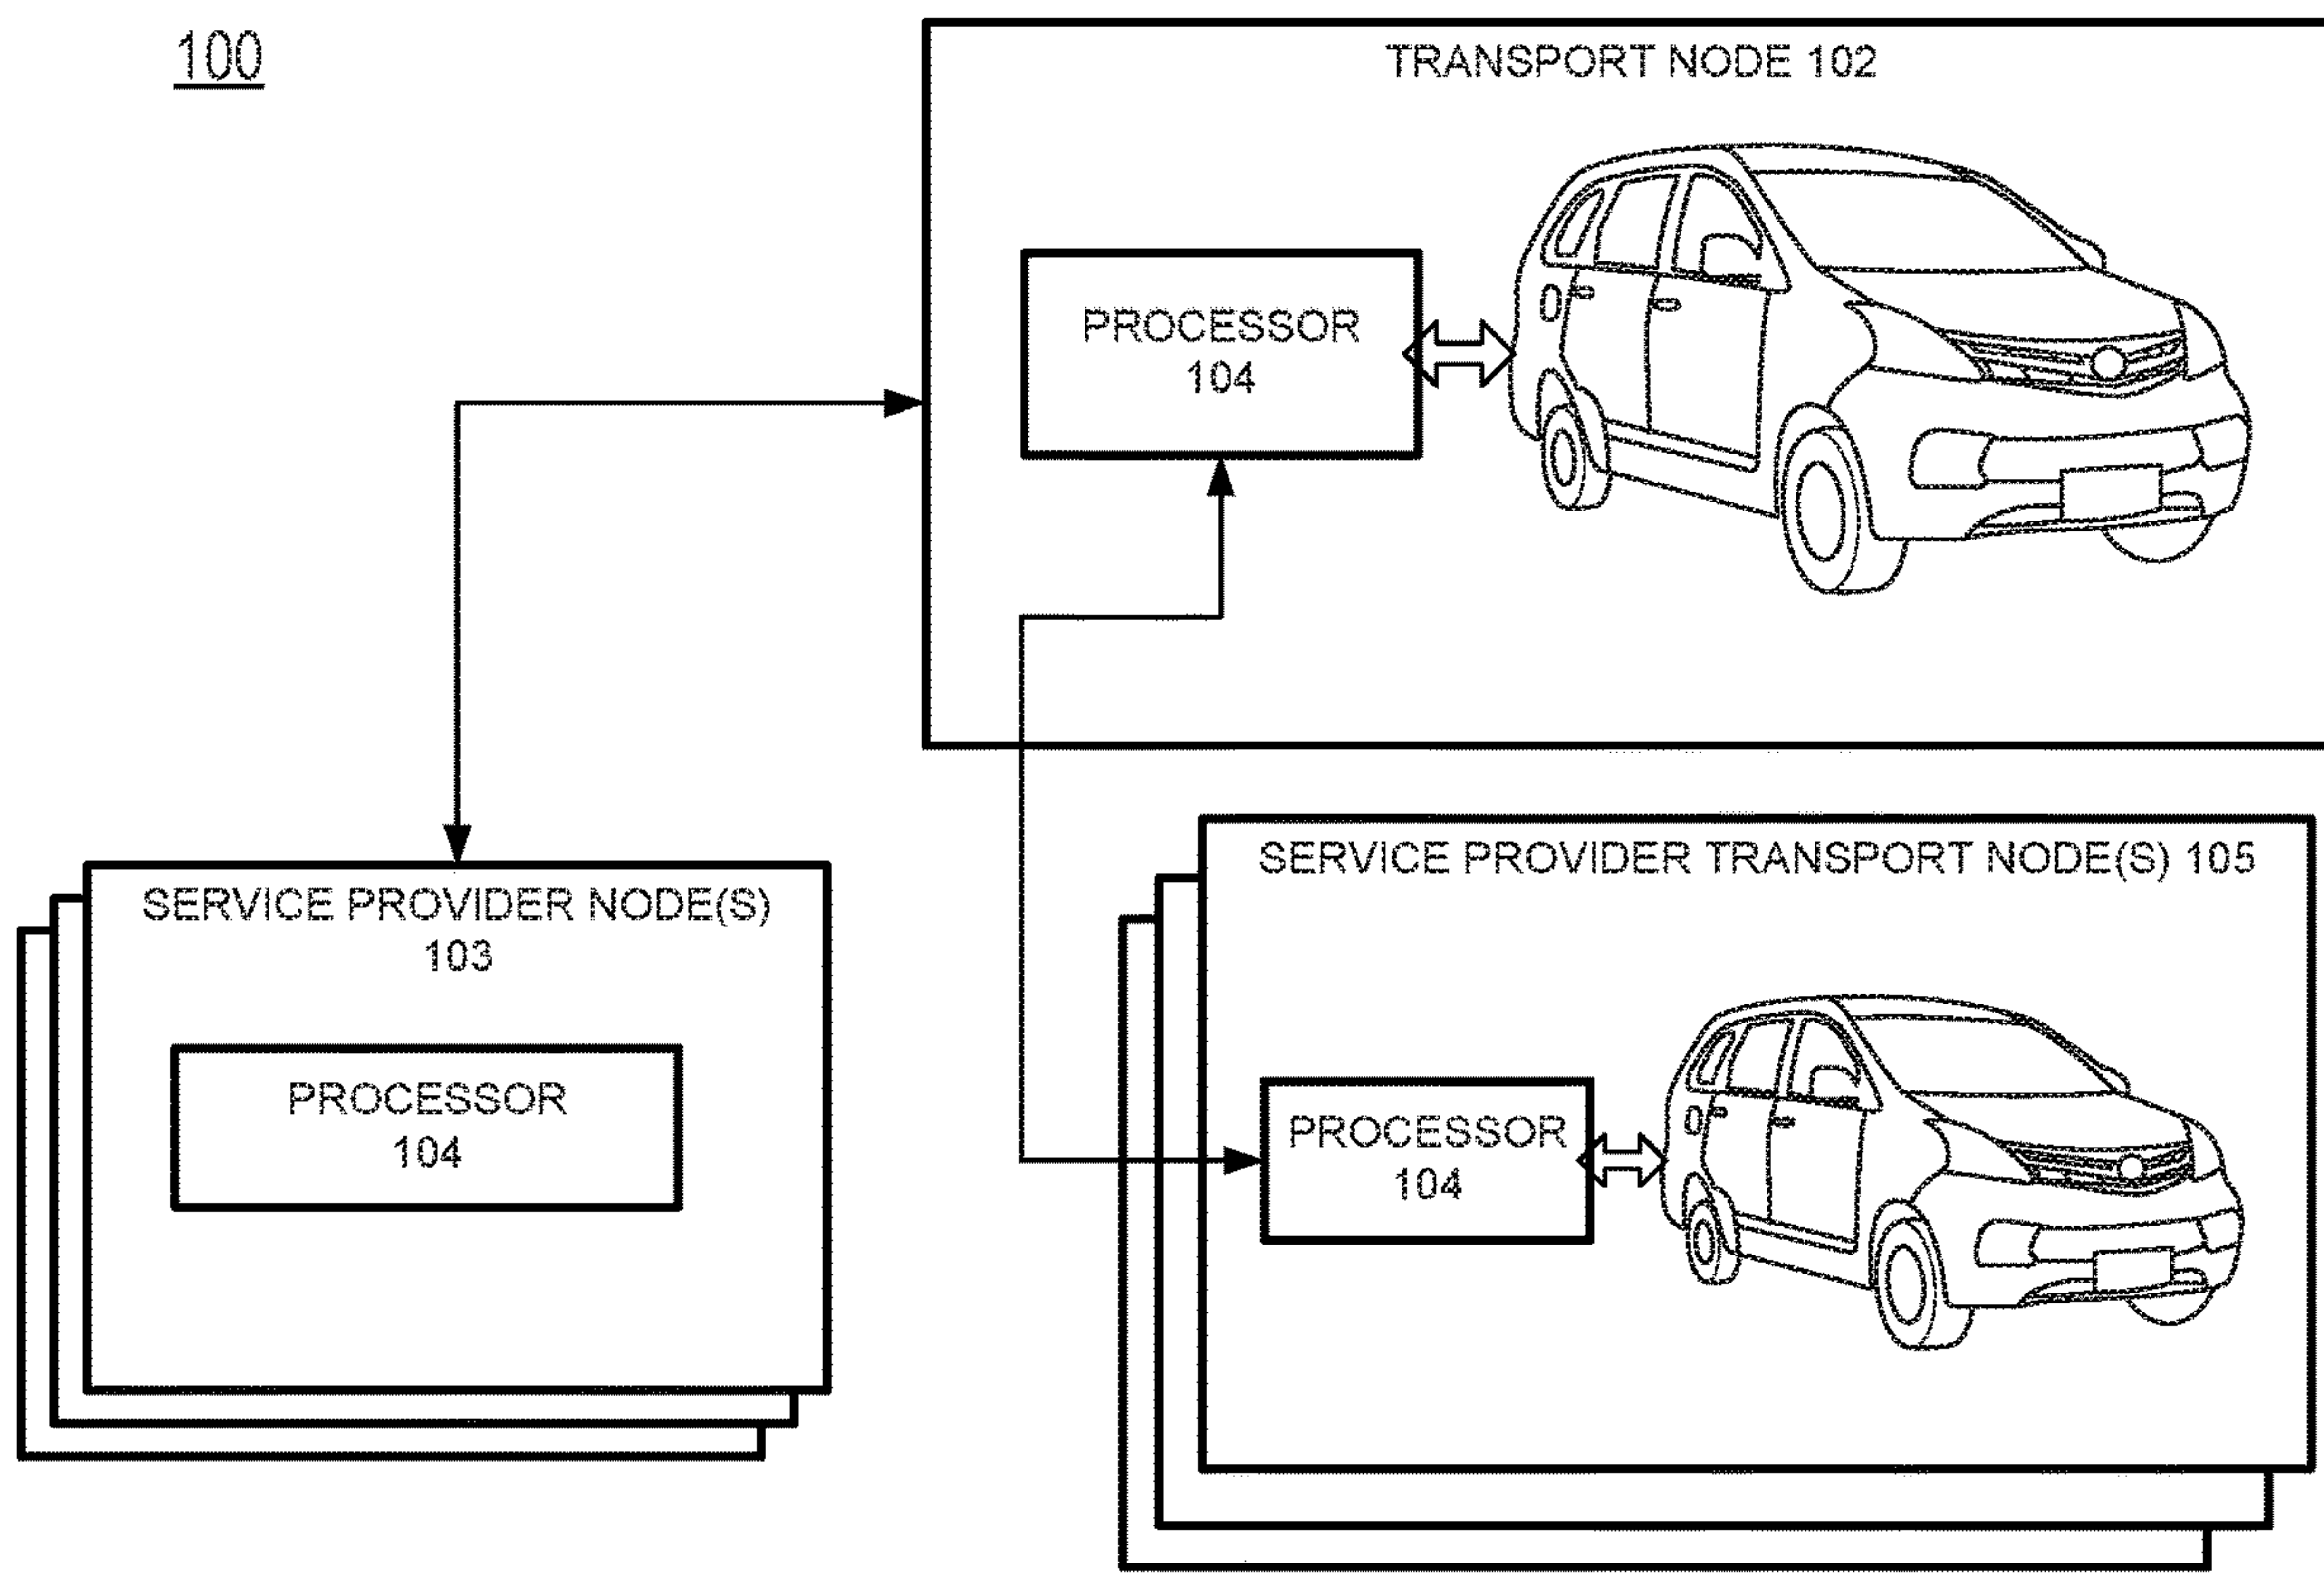 100
TRANSPORT NODE 102
PROCESSOR
104
SERVICE PROVIDER NODE(S)
103
PROCESSOR
104
SERVICE PROVIDER TRANSPORT NODE(S) 105
PROCESSOR
104